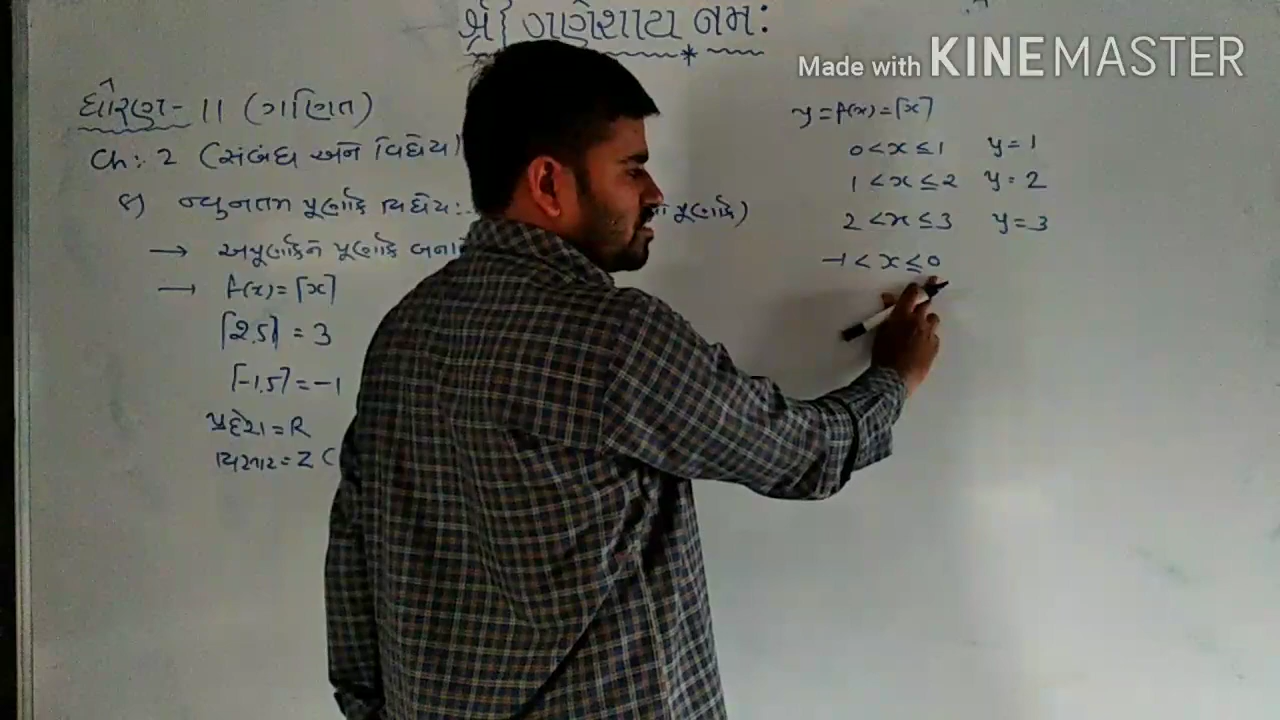 શ્રી ગણેશાય નમ:
Made with KINEMASTER
ધોરણ - 11 (ગણિત)
Ch: 2 (સંબંધ અને વિધેય)
8) ન્યુનતમ પૂર્ણાંક વિધેય:- પૂર્ણાંક)
→ અપૂર્ણાંકને પૂર્ણાંક બના
→ f(x) = ⌈x⌉
⌈2.5⌉ = 3
⌈-1.5⌉ = -1
પ્રદેશ = R
વિસ્તાર = Z (
y = f(x) = ⌈x⌉
0 < x ≤ 1 y = 1
1 < x ≤ 2 y = 2
2 < x ≤ 3 y = 3
-1 < x ≤ 0